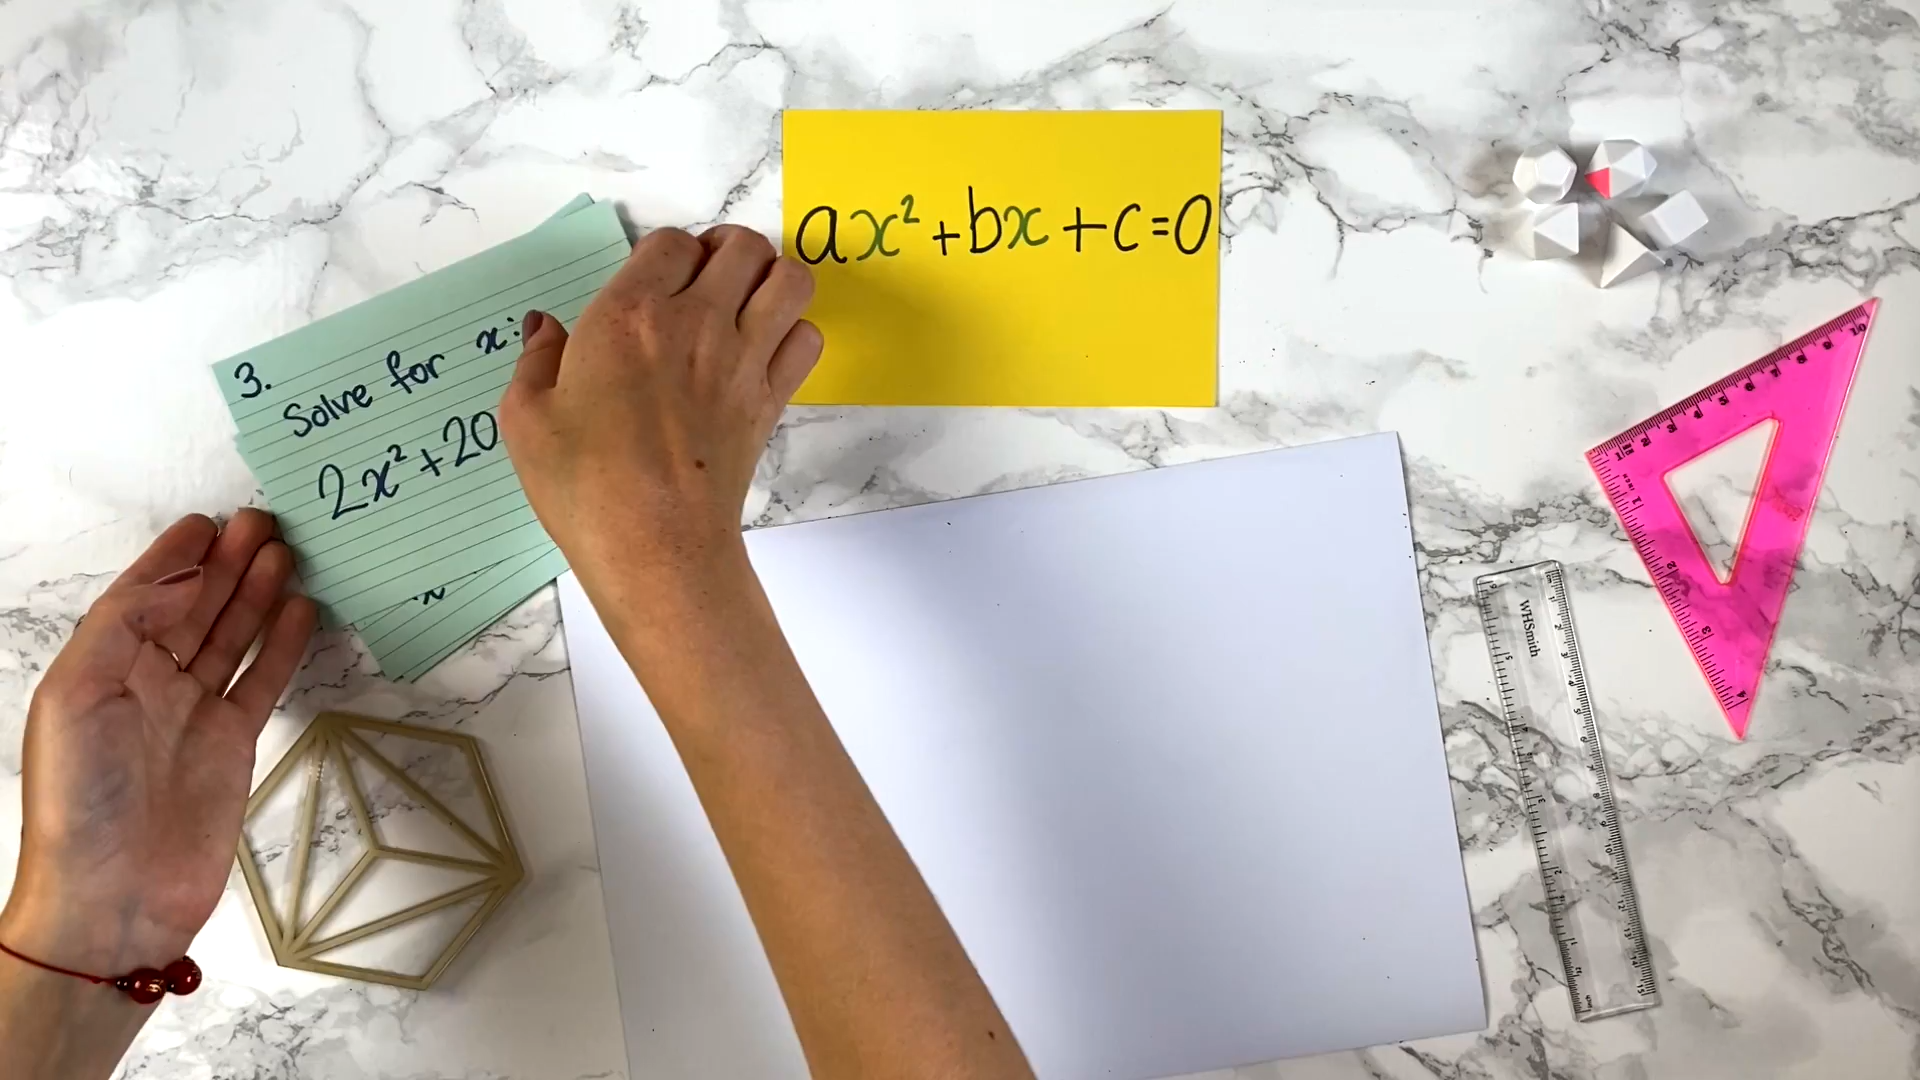 3.
Solve for x:
2x²+20
ax²+bx+c=0
WHSmith